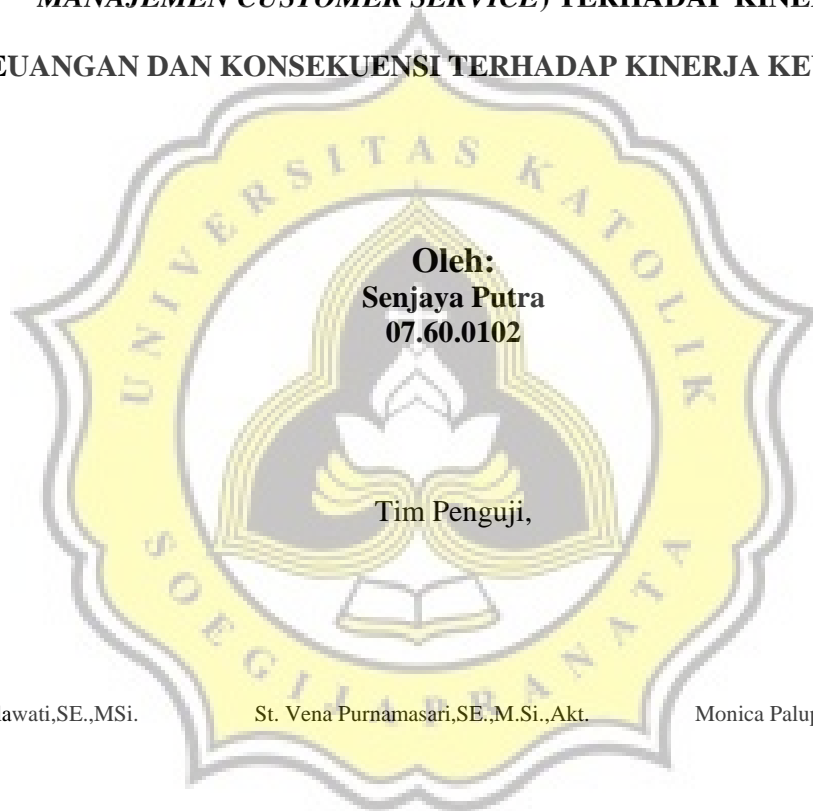 MANAJEMEN CUSTOMER SERVICE) TERHADAP KINE
EUANGAN DAN KONSEKUENSI TERHADAP KINERJA KE
UNIVERSITAS KATOLIK
Oleh:
Senjaya Putra
07.60.0102
Tim Penguji,
SOEGIJAPRANATA
awati,SE.,MSi. St. Vena Purnamasari,SE.,M.Si.,Akt. Monica Palup